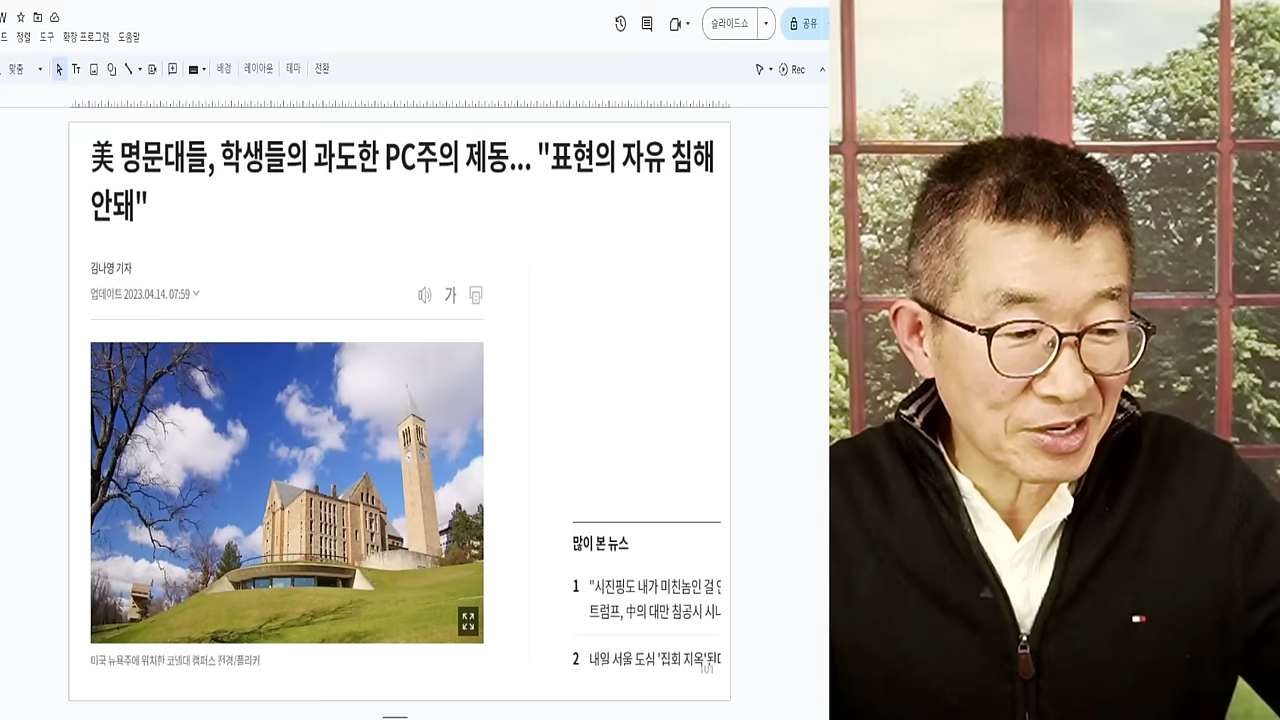 정렬 도구 확장 프로그램 도움말
슬라이드쇼
공유
맞춤
Tт
배경 레이아웃 테마 전환
Rec
美 명문대들, 학생들의 과도한 PC주의 제동... "표현의 자유 침해
안돼"
김나영 기자
업데이트 2023.04.14. 07:59
가
미국 뉴욕주에 위치한 코넬대 캠퍼스 전경/플리커
많이 본 뉴스
1 "시진핑도 내가 미친놈인 걸
트럼프, 中의 대만 침공시
2 내일 서울 도심 '집회 지옥'
101